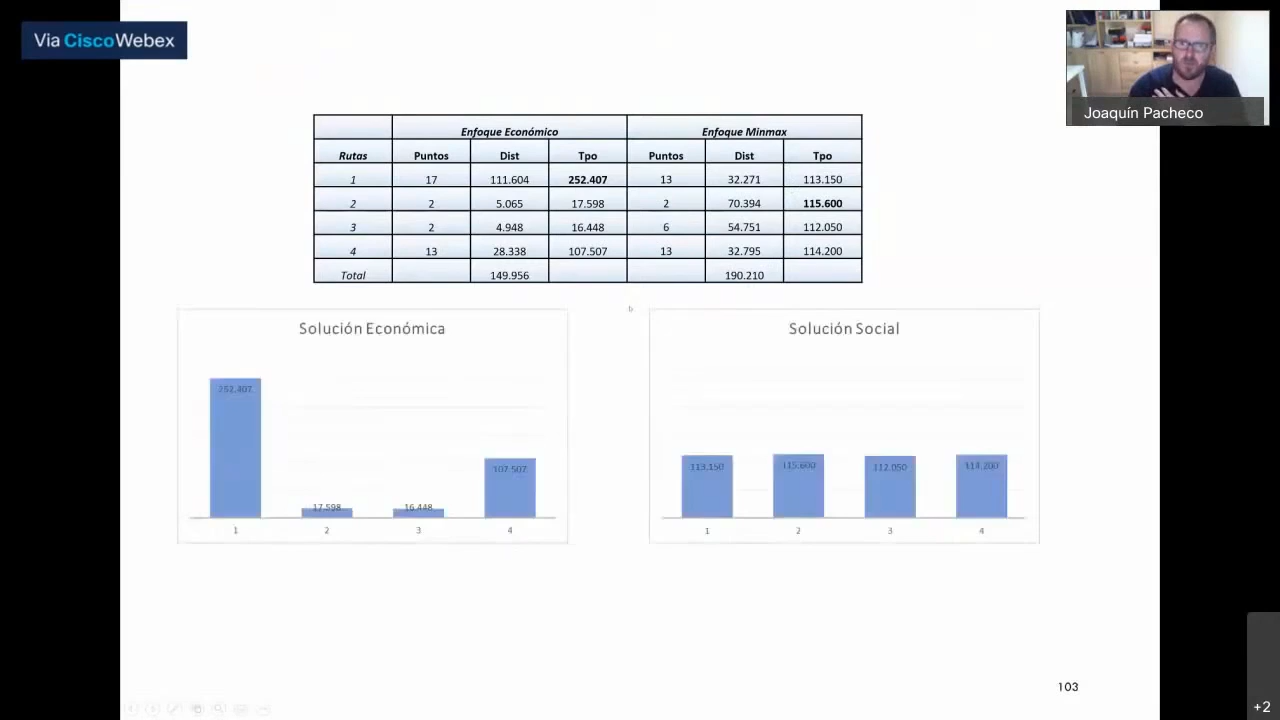 Via Cisco Webex
Joaquín Pacheco
Enfoque Económico Enfoque Minmax
Rutas Puntos Dist Tpo Puntos Dist Tpo
1 17 111.604 252.407 13 32.271 113.150
2 2 5.065 17.598 2 70.394 115.600
3 2 4.948 16.448 6 54.751 112.050
4 13 28.338 107.507 13 32.795 114.200
Total 149.956 190.210
Solución Económica
252.407
17.598
16.448
107.507
1 2 3 4
Solución Social
113.150
115.600
112.050
114.200
1 2 3 4
103
+2